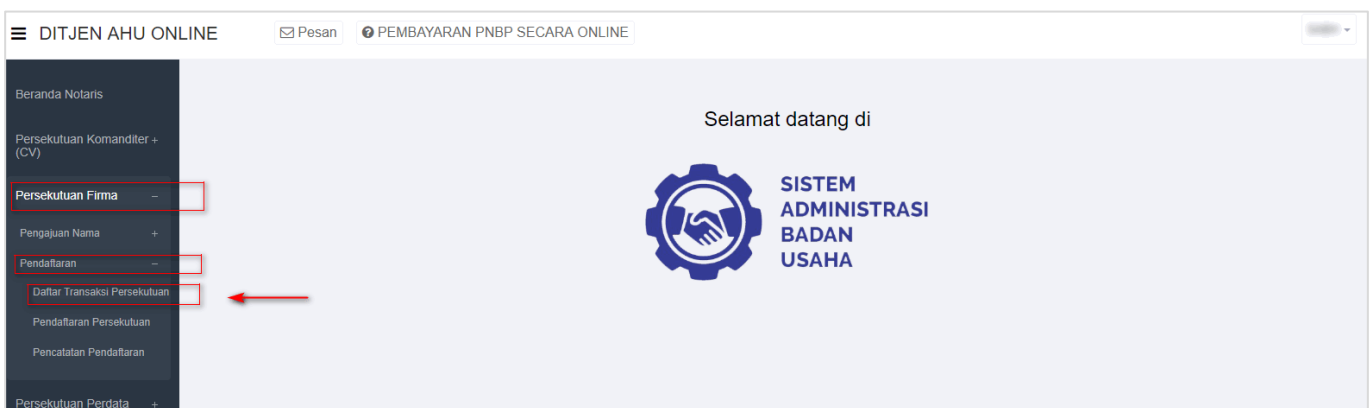 DITJEN AHU ONLINE
Pesan
PEMBAYARAN PNBP SECARA ONLINE
Beranda Notaris
Persekutuan Komanditer +
(CV)
Persekutuan Firma –
Pengajuan Nama +
Pendaftaran –
Daftar Transaksi Persekutuan
Pendaftaran Persekutuan
Pencatatan Pendaftaran
Persekutuan Perdata +
Selamat datang di
SISTEM
ADMINISTRASI
BADAN
USAHA